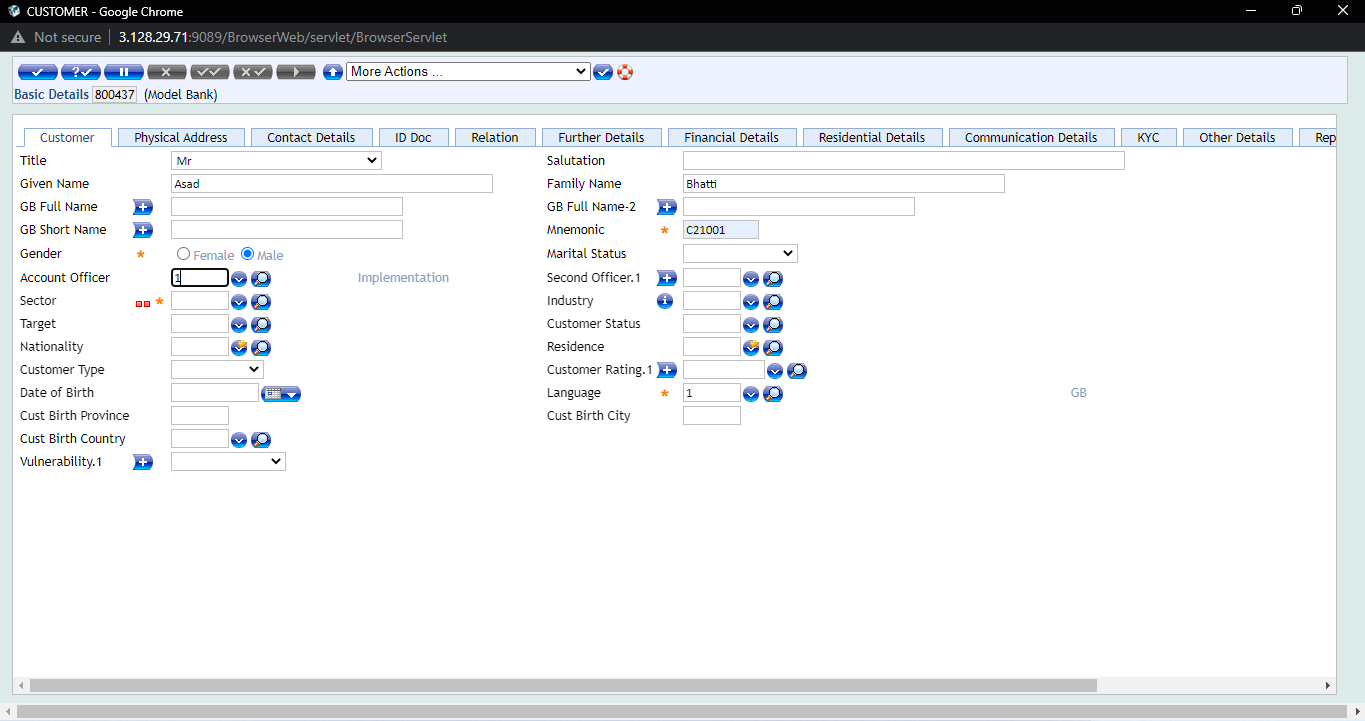 CUSTOMER - Google Chrome
Not secure 3.128.29.71:9089/BrowserWeb/servlet/BrowserServlet
More Actions ...
Basic Details 800437 (Model Bank)
Customer Physical Address Contact Details ID Doc Relation Further Details Financial Details Residential Details Communication Details KYC Other Details Rep
Title Mr Salutation
Given Name Asad Family Name Bhatti
GB Full Name GB Full Name-2
GB Short Name Mnemonic * C21001
Gender * Female Male Marital Status
Account Officer 1 Implementation Second Officer.1
Sector * Industry
Target Customer Status
Nationality Residence
Customer Type Customer Rating.1
Date of Birth Language * 1 GB
Cust Birth Province Cust Birth City
Cust Birth Country
Vulnerability.1